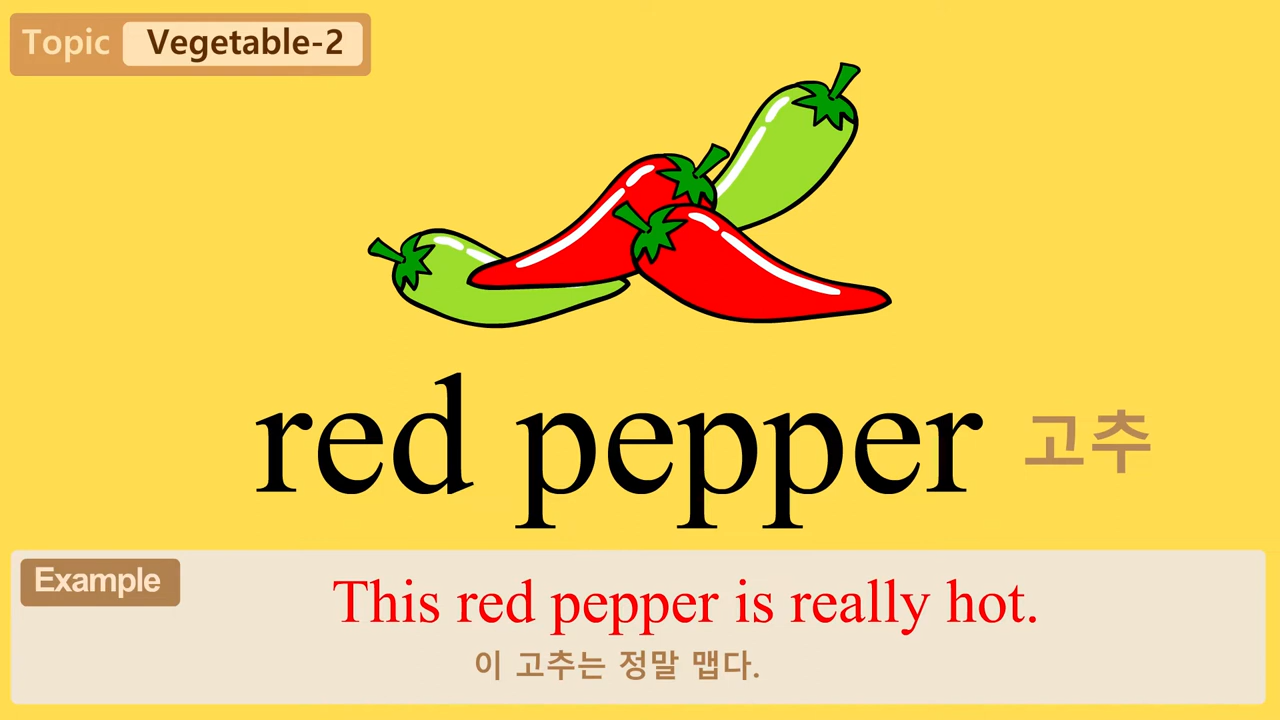 Topic Vegetable-2
red pepper 고추
Example
This red pepper is really hot.
이 고추는 정말 맵다.